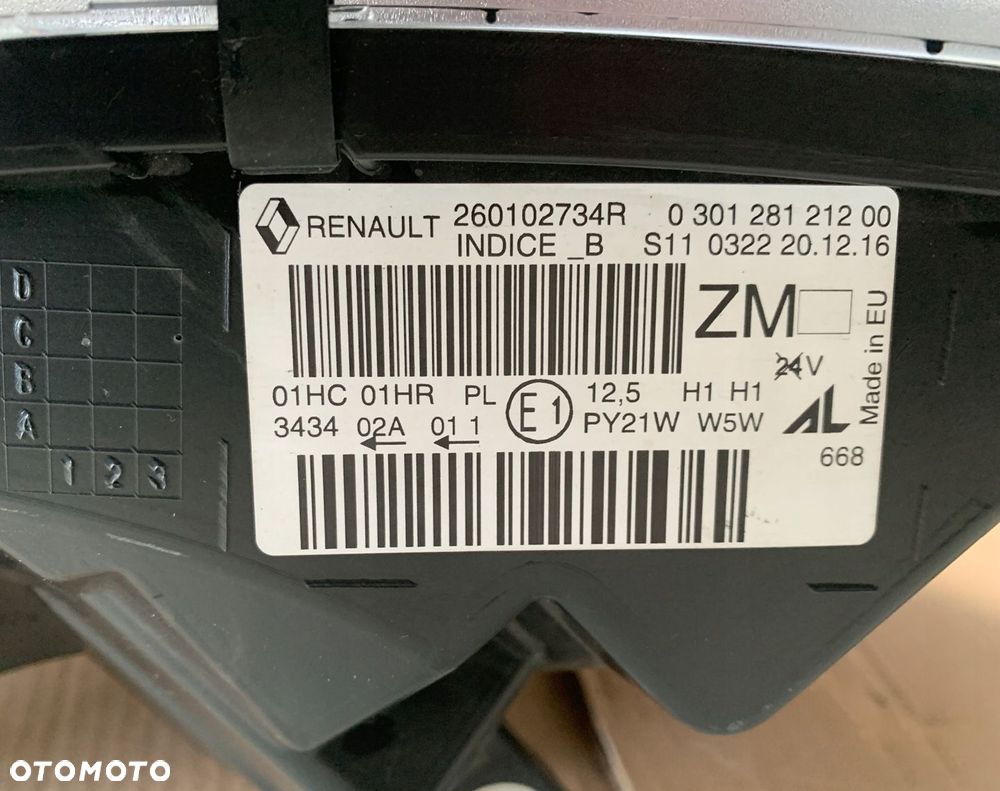 RENAULT 260102734R 0 301 281 212 00
INDICE _B S11 0322 20.12.16
ZM
24V
Made in EU
01HC 01HR PL E1 12,5 H1 H1
3434 02A 01 1 PY21W W5W AL
668
D
C
B
A
1 2 3
OTOMOTO